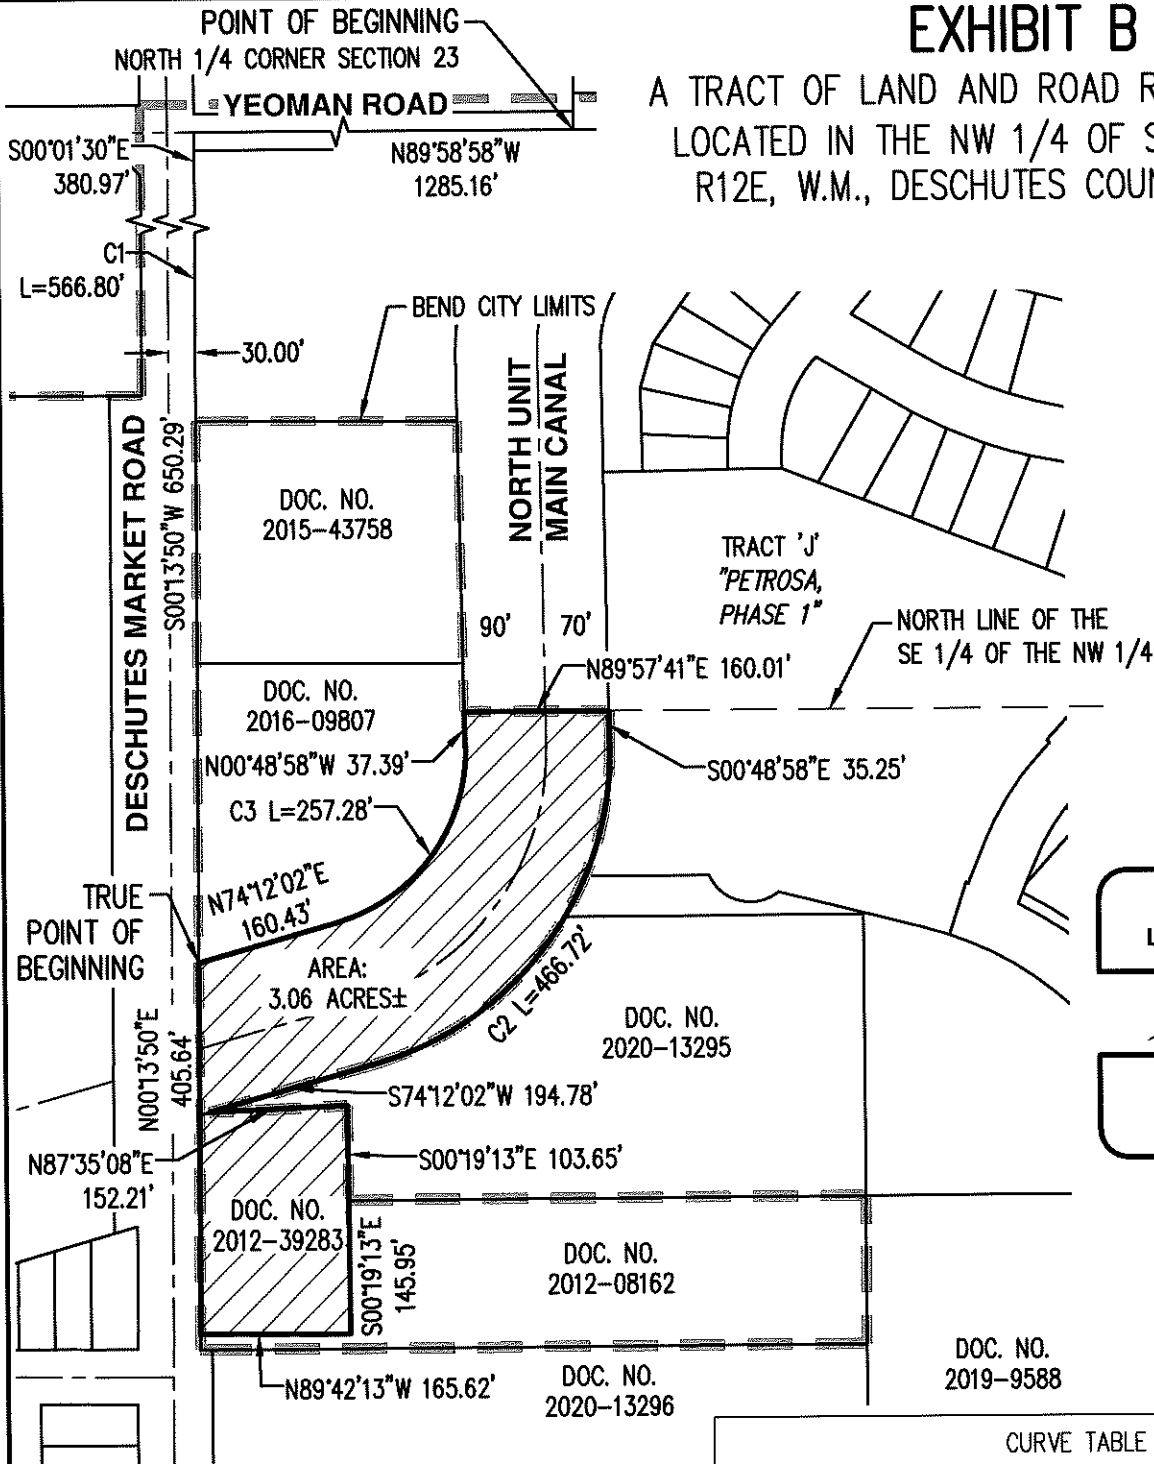 POINT OF BEGINNING
NORTH 1/4 CORNER SECTION 23
EXHIBIT B
A TRACT OF LAND AND ROAD R
LOCATED IN THE NW 1/4 OF S
R12E, W.M., DESCHUTES COUN
YEOMAN ROAD
S00°01'30"E
380.97'
N89°58'58"W
1285.16'
C1
L=566.80'
BEND CITY LIMITS
30.00'
DESCHUTES MARKET ROAD
S00°13'50"W 650.29'
NORTH UNIT
MAIN CANAL
DOC. NO.
2015-43758
TRACT 'J'
"PETROSA,
PHASE 1"
90'
70'
NORTH LINE OF THE
SE 1/4 OF THE NW 1/4
N89°57'41"E 160.01'
DOC. NO.
2016-09807
N00°48'58"W 37.39'
S00°48'58"E 35.25'
C3 L=257.28'
N74°12'02"E
160.43'
TRUE
POINT OF
BEGINNING
AREA:
3.06 ACRES±
C2 L=466.72'
DOC. NO.
2020-13295
N00°13'50"E
405.64'
S74°12'02"W 194.78'
N87°35'08"E
152.21'
S00°19'13"E 103.65'
DOC. NO.
2012-39283
S00°19'13"E
145.95'
DOC. NO.
2012-08162
N89°42'13"W 165.62'
DOC. NO.
2020-13296
DOC. NO.
2019-9588
L
CURVE TABLE